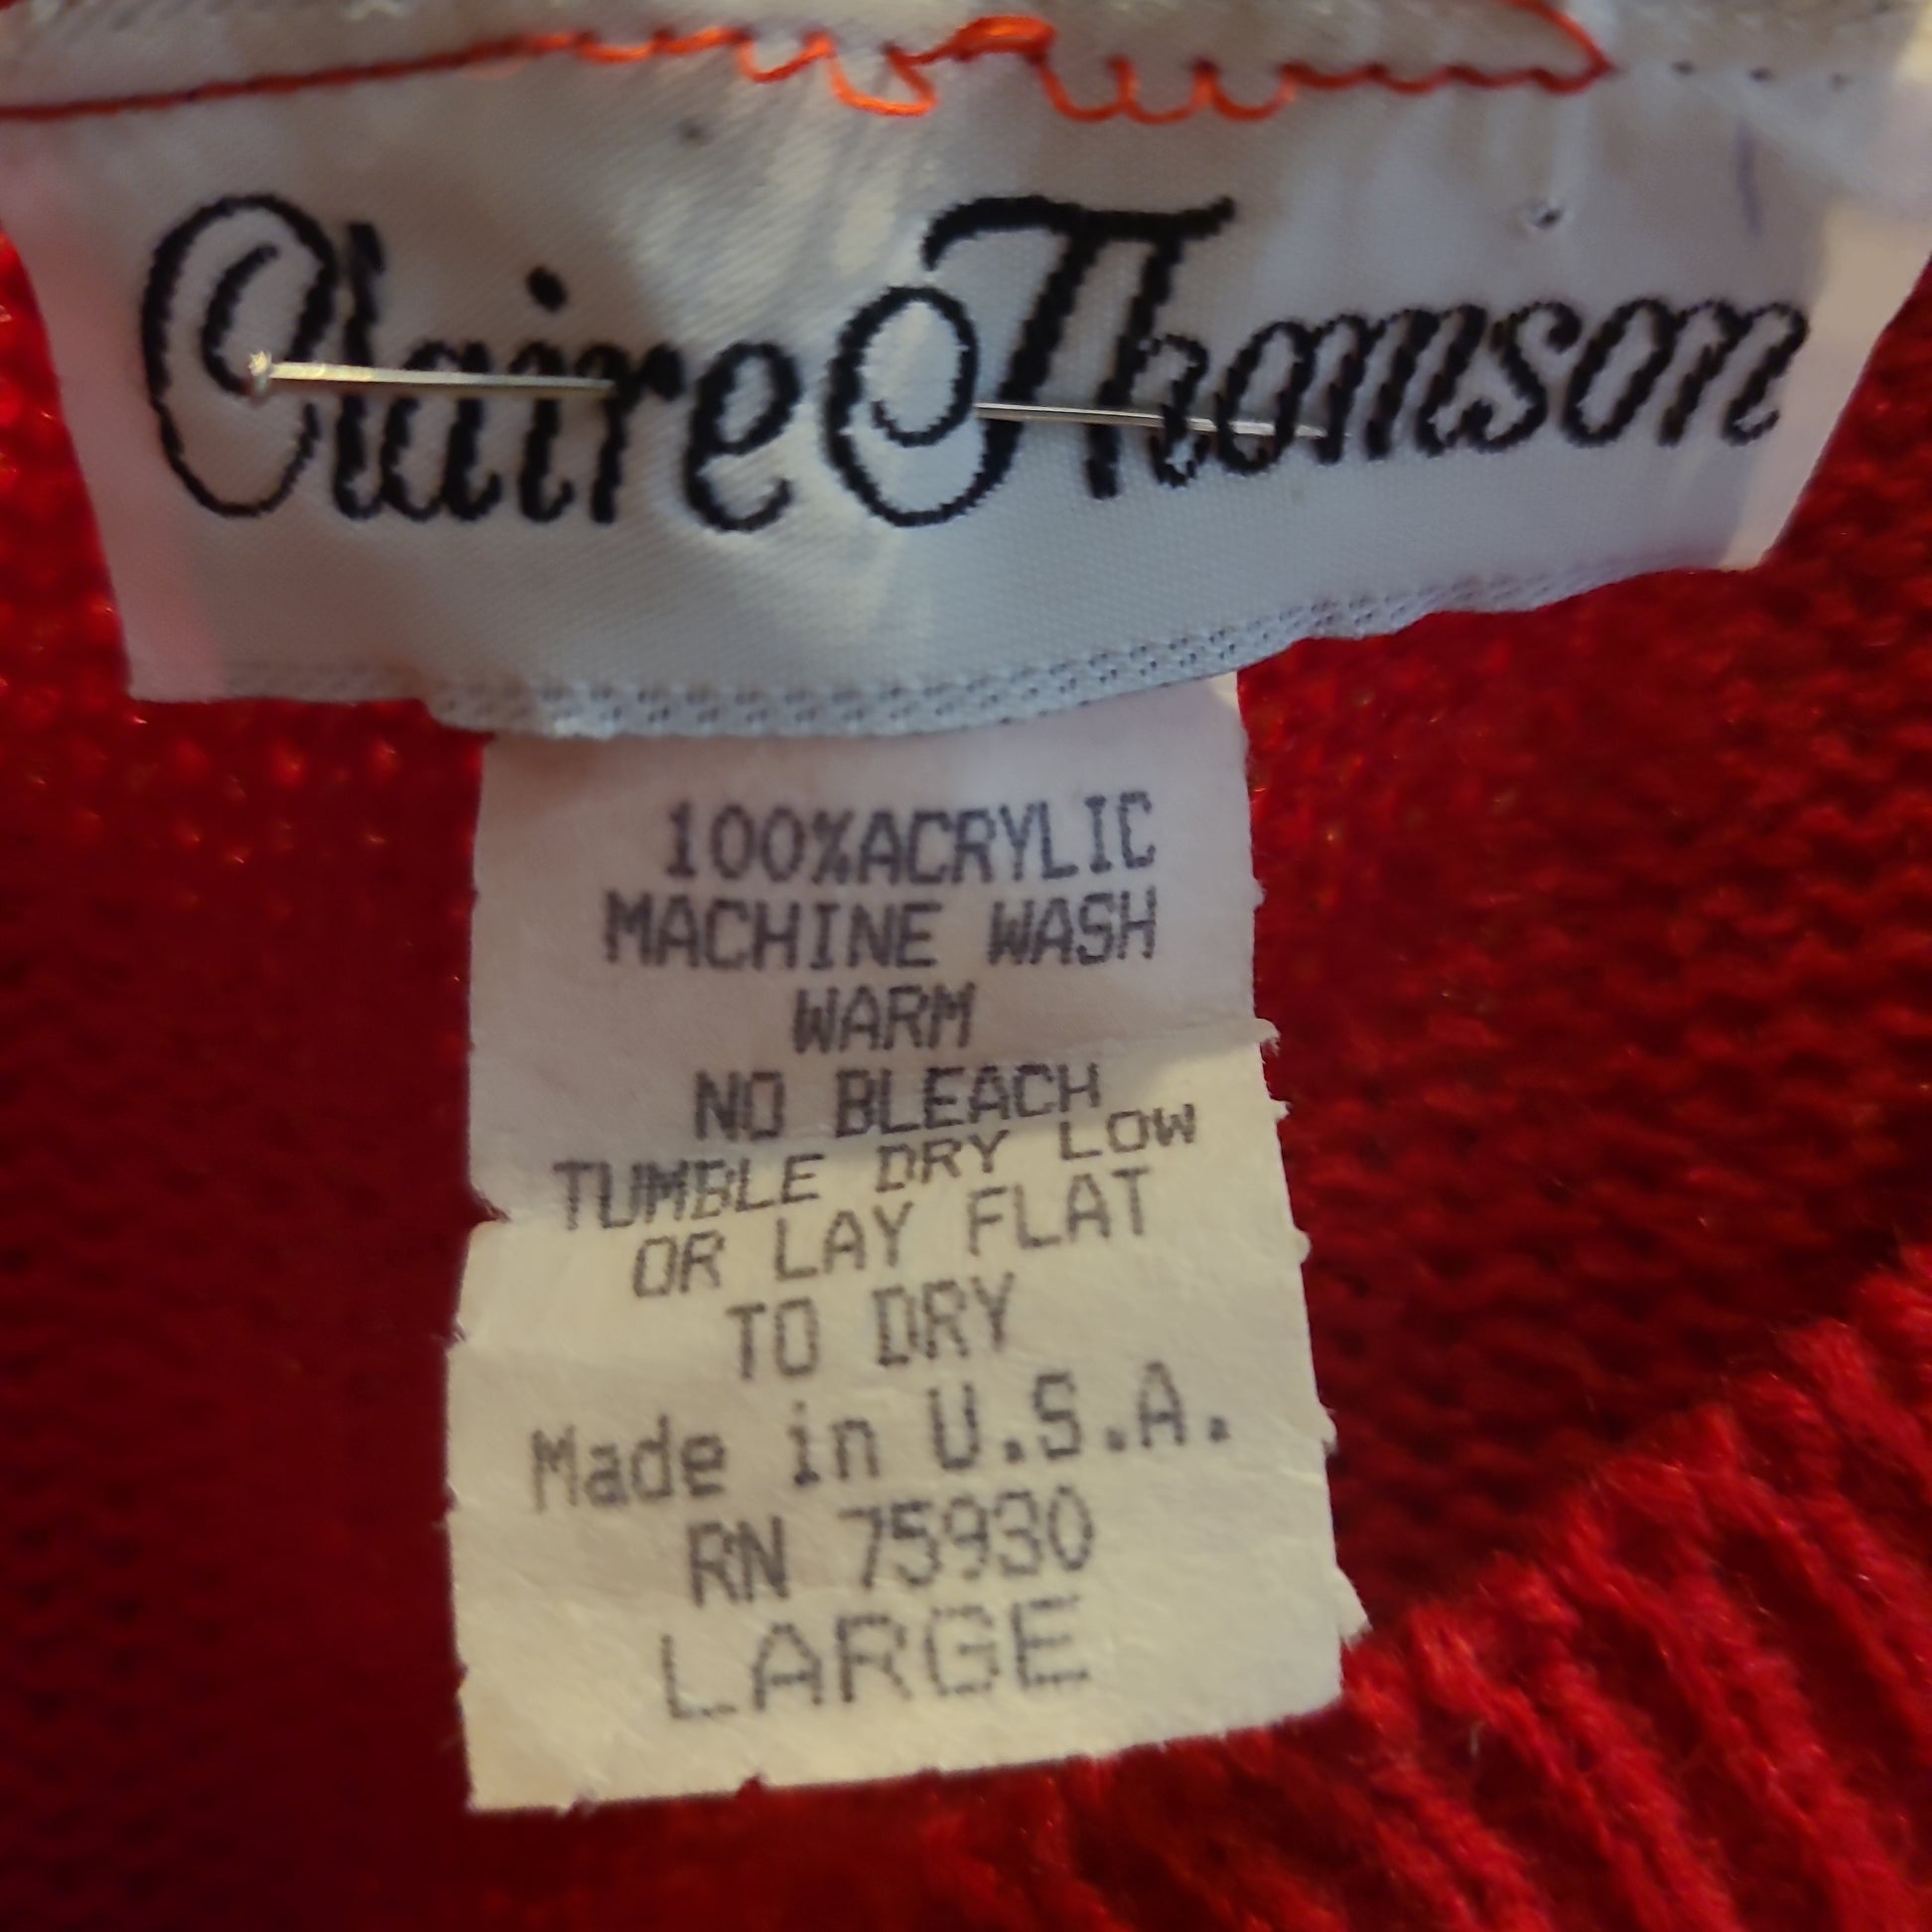 Claire Thomson
100%ACRYLIC
MACHINE WASH
WARM
NO BLEACH
TUMBLE DRY LOW
OR LAY FLAT
TO DRY
Made in U.S.A.
RN 75930
LARGE